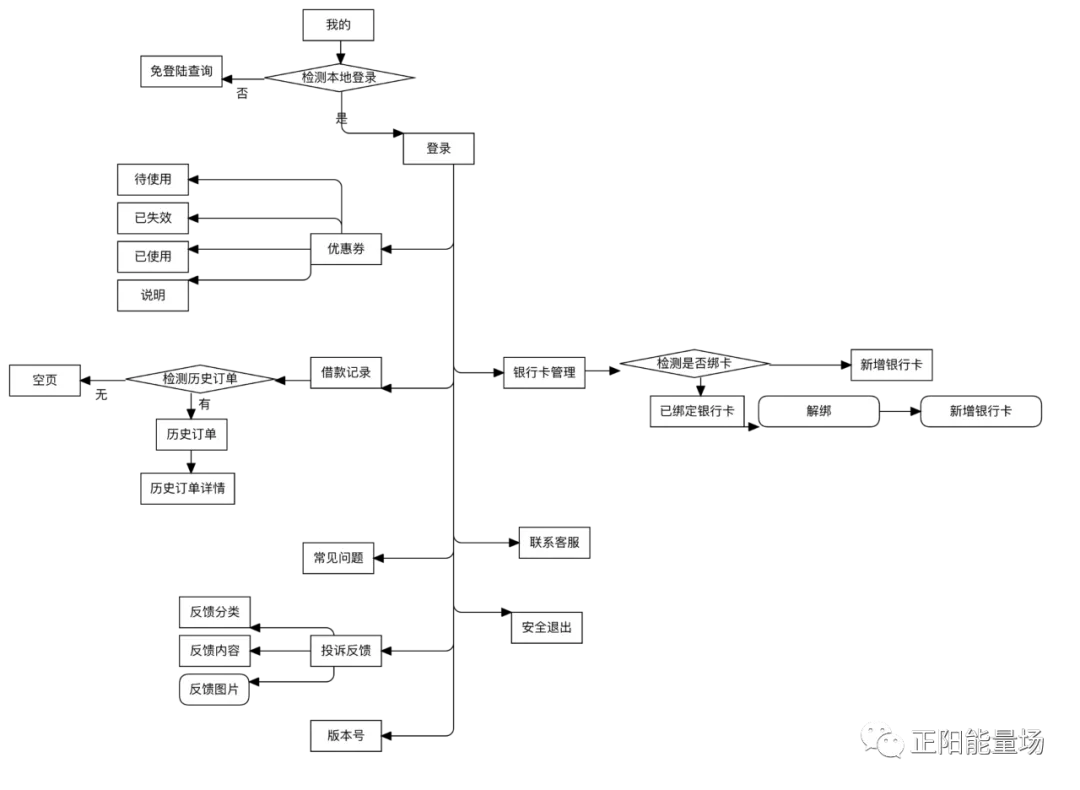 我的
检测本地登录
免登陆查询
否
是
登录
待使用
已失效
已使用
说明
优惠券
借款记录
检测历史订单
空页
无
有
历史订单
历史订单详情
银行卡管理
检测是否绑卡
新增银行卡
已绑定银行卡
解绑
新增银行卡
联系客服
常见问题
安全退出
反馈分类
反馈内容
反馈图片
投诉反馈
版本号
正阳能量场